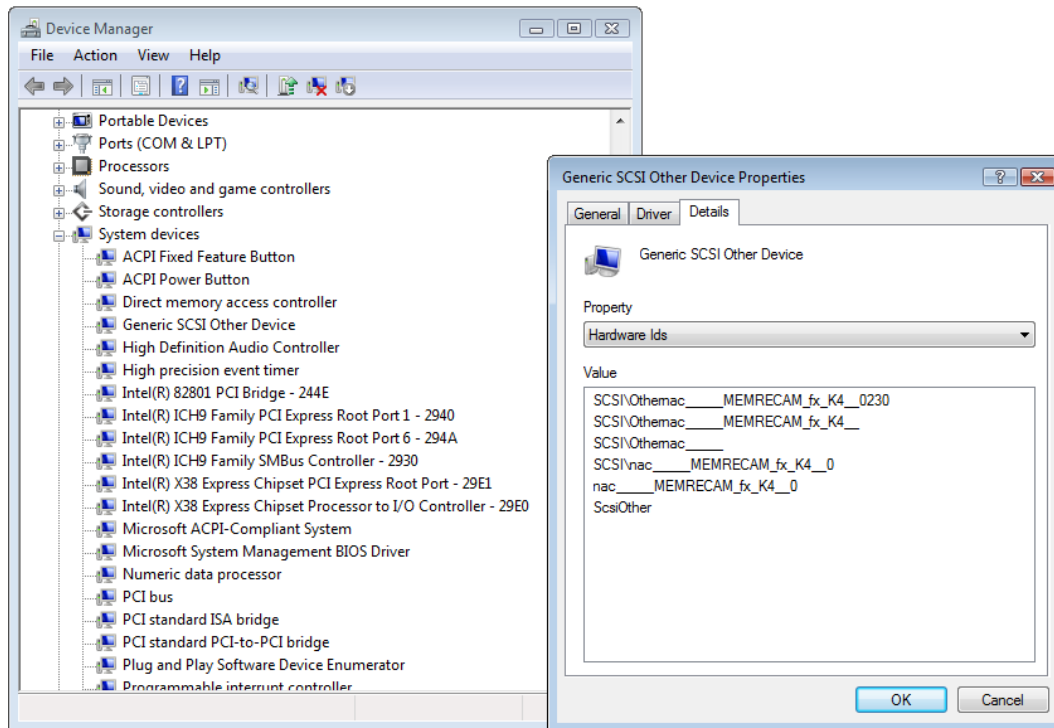 Device Manager
File Action View Help
Portable Devices
Ports (COM & LPT)
Processors
Sound, video and game controllers
Storage controllers
System devices
ACPI Fixed Feature Button
ACPI Power Button
Direct memory access controller
Generic SCSI Other Device
High Definition Audio Controller
High precision event timer
Intel(R) 82801 PCI Bridge - 244E
Intel(R) ICH9 Family PCI Express Root Port 1 - 2940
Intel(R) ICH9 Family PCI Express Root Port 6 - 294A
Intel(R) ICH9 Family SMBus Controller - 2930
Intel(R) X38 Express Chipset PCI Express Root Port - 29E1
Intel(R) X38 Express Chipset Processor to I/O Controller - 29E0
Microsoft ACPI-Compliant System
Microsoft System Management BIOS Driver
Numeric data processor
PCI bus
PCI standard ISA bridge
PCI standard PCI-to-PCI bridge
Plug and Play Software Device Enumerator
Programmable interrupt controller
Generic SCSI Other Device Properties
General Driver Details
Generic SCSI Other Device
Property
Hardware Ids
Value
SCSI\Othernac_____MEMRECAM_fx_K4__0230
SCSI\Othernac_____MEMRECAM_fx_K4__
SCSI\Othernac_____
SCSI\nac_____MEMRECAM_fx_K4__0
nac_____MEMRECAM_fx_K4__0
ScsiOther
OK Cancel